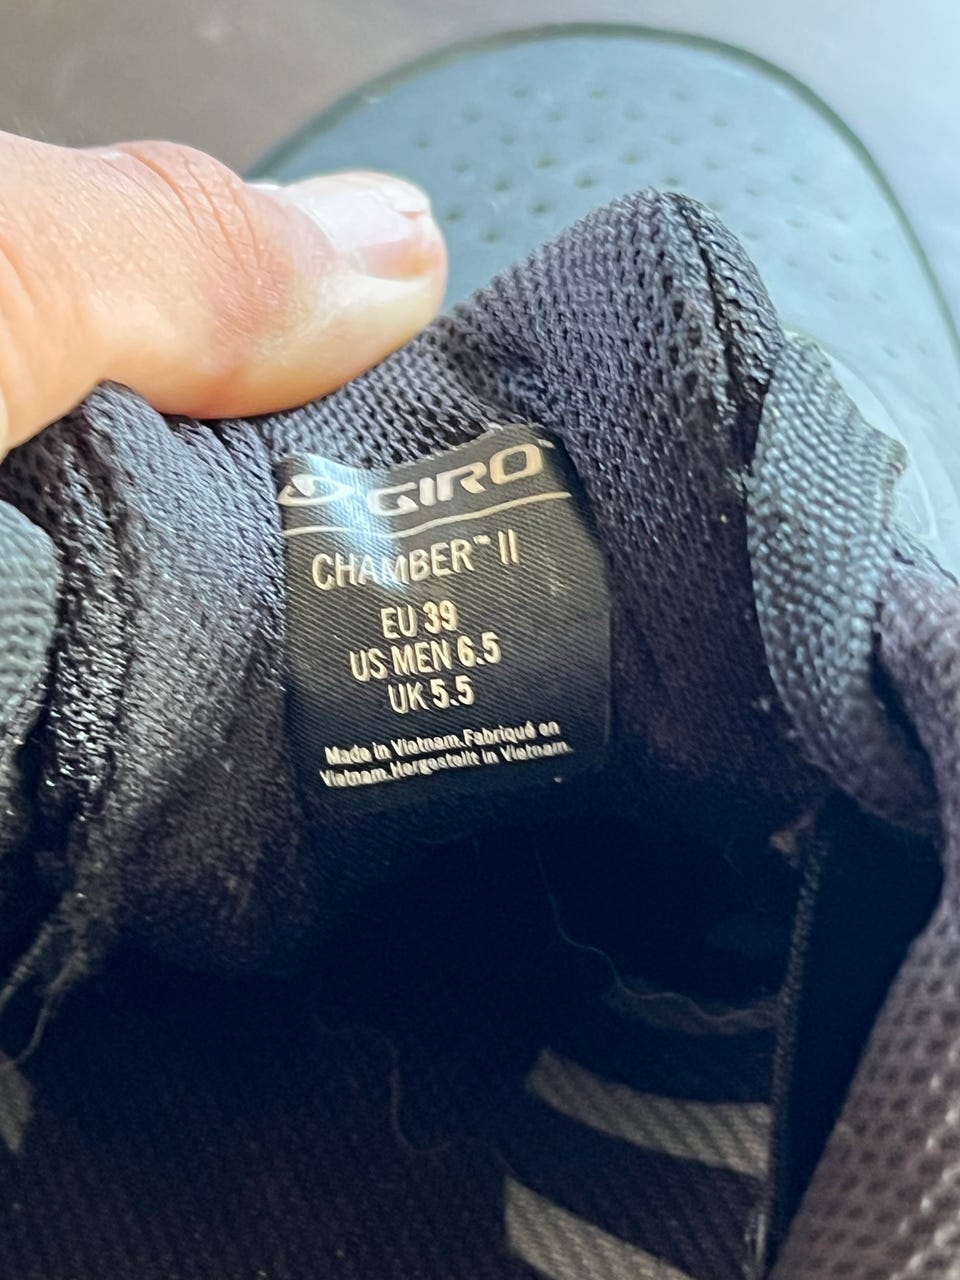 GIRO
CHAMBER™ II
EU 39
US MEN 6.5
UK 5.5
Made in Vietnam.Fabriqué en
Vietnam.Hergestellt in Vietnam.